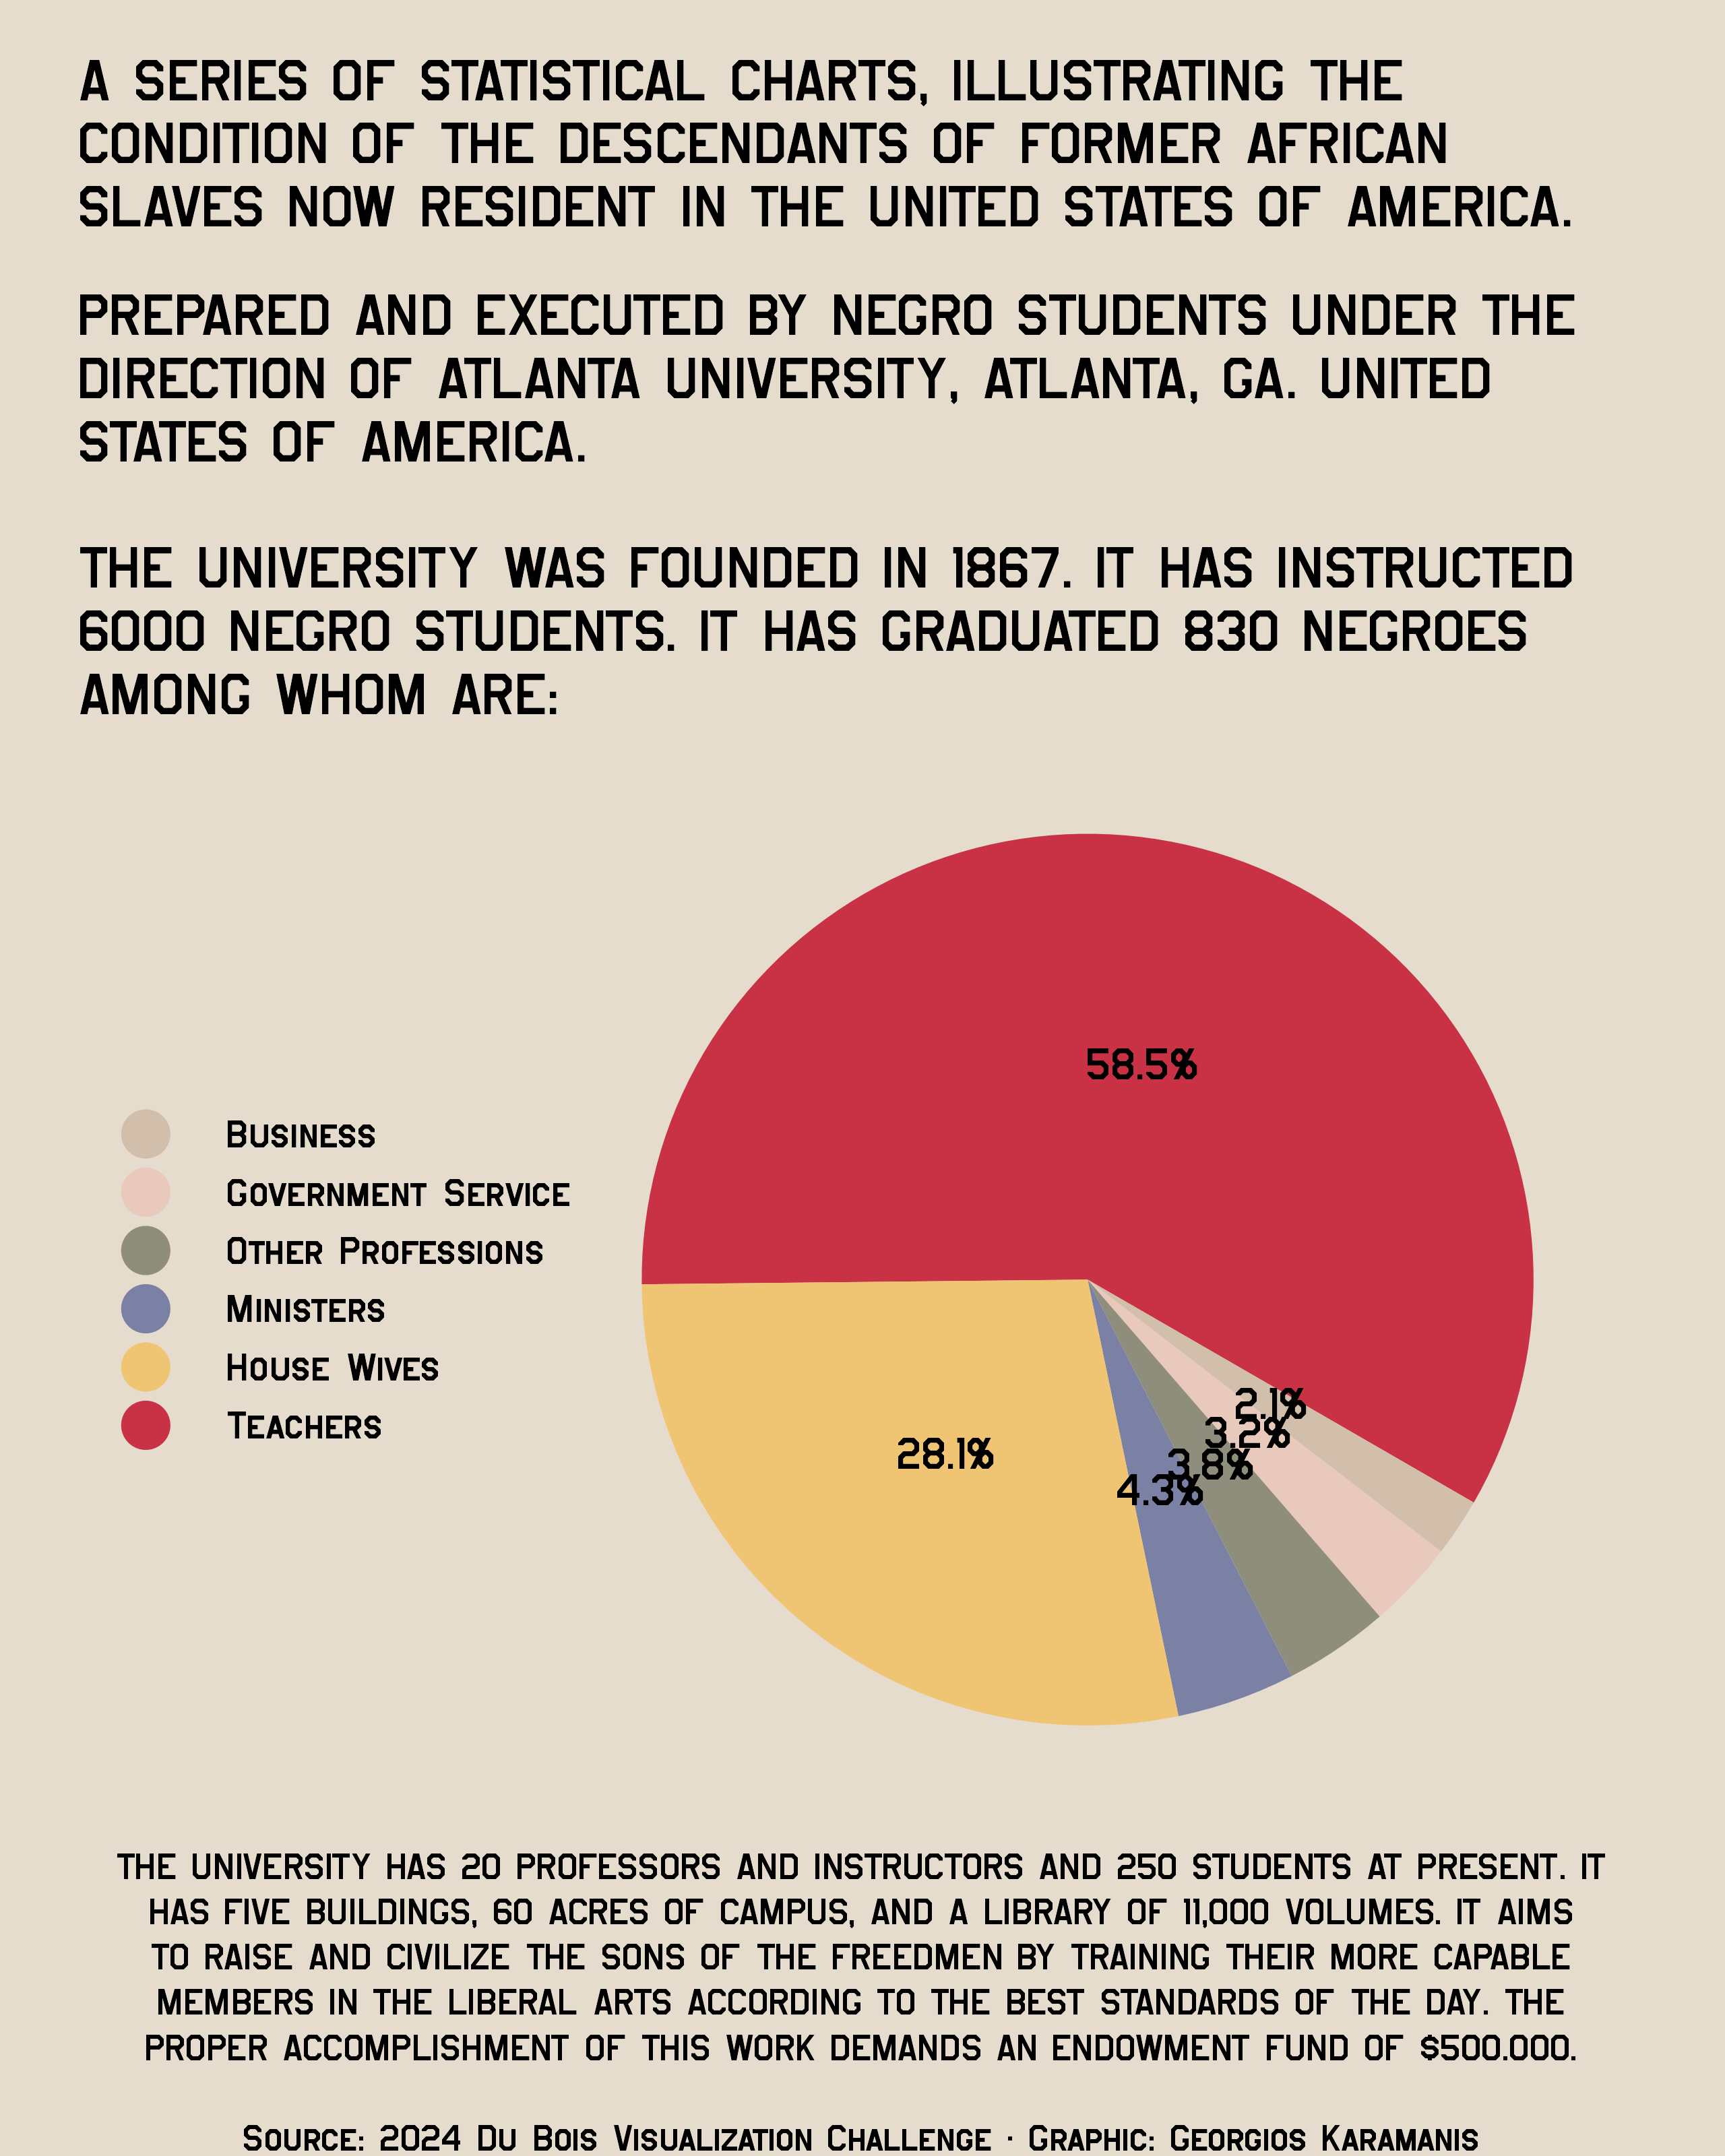 A SERIES OF STATISTICAL CHARTS, ILLUSTRATING THE
CONDITION OF THE DESCENDANTS OF FORMER AFRICAN
SLAVES NOW RESIDENT IN THE UNITED STATES OF AMERICA.
PREPARED AND EXECUTED BY NEGRO STUDENTS UNDER THE
DIRECTION OF ATLANTA UNIVERSITY, ATLANTA, GA. UNITED
STATES OF AMERICA.
THE UNIVERSITY WAS FOUNDED IN 1867. IT HAS INSTRUCTED
6000 NEGRO STUDENTS. IT HAS GRADUATED 830 NEGROES
AMONG WHOM ARE:
58.5%
Business
Government Service
Other Professions
Ministers
House Wives
Teachers
2.1%
3.2%
3.8%
4.3%
28.1%
THE UNIVERSITY HAS 20 PROFESSORS AND INSTRUCTORS AND 250 STUDENTS AT PRESENT. IT
HAS FIVE BUILDINGS, 60 ACRES OF CAMPUS, AND A LIBRARY OF 11,000 VOLUMES. IT AIMS
TO RAISE AND CIVILIZE THE SONS OF THE FREEDMEN BY TRAINING THEIR MORE CAPABLE
MEMBERS IN THE LIBERAL ARTS ACCORDING TO THE BEST STANDARDS OF THE DAY. THE
PROPER ACCOMPLISHMENT OF THIS WORK DEMANDS AN ENDOWMENT FUND OF $500.000.
Source: 2024 Du Bois Visualization Challenge · Graphic: Georgios Karamanis